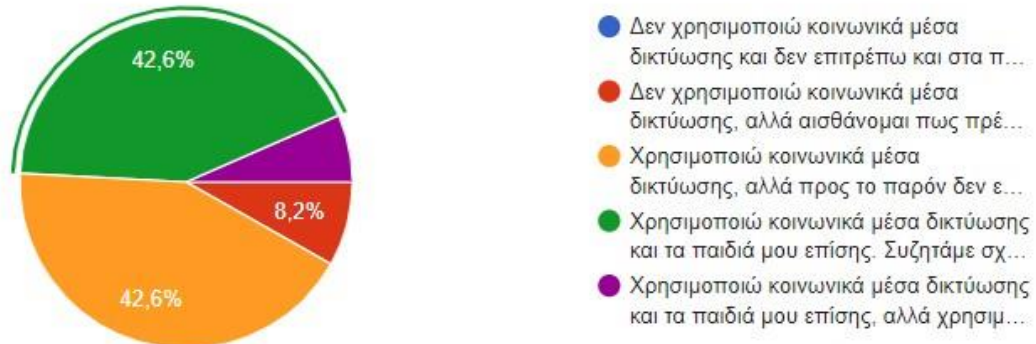 42,6%
8,2%
42,6%
Δεν χρησιμοποιώ κοινωνικά μέσα
δικτύωσης και δεν επιτρέπω και στα π...
Δεν χρησιμοποιώ κοινωνικά μέσα
δικτύωσης, αλλά αισθάνομαι πως πρέ...
Χρησιμοποιώ κοινωνικά μέσα
δικτύωσης, αλλά προς το παρόν δεν ε...
Χρησιμοποιώ κοινωνικά μέσα δικτύωσης
και τα παιδιά μου επίσης. Συζητάμε σχ...
Χρησιμοποιώ κοινωνικά μέσα δικτύωσης
και τα παιδιά μου επίσης, αλλά χρησιμ...